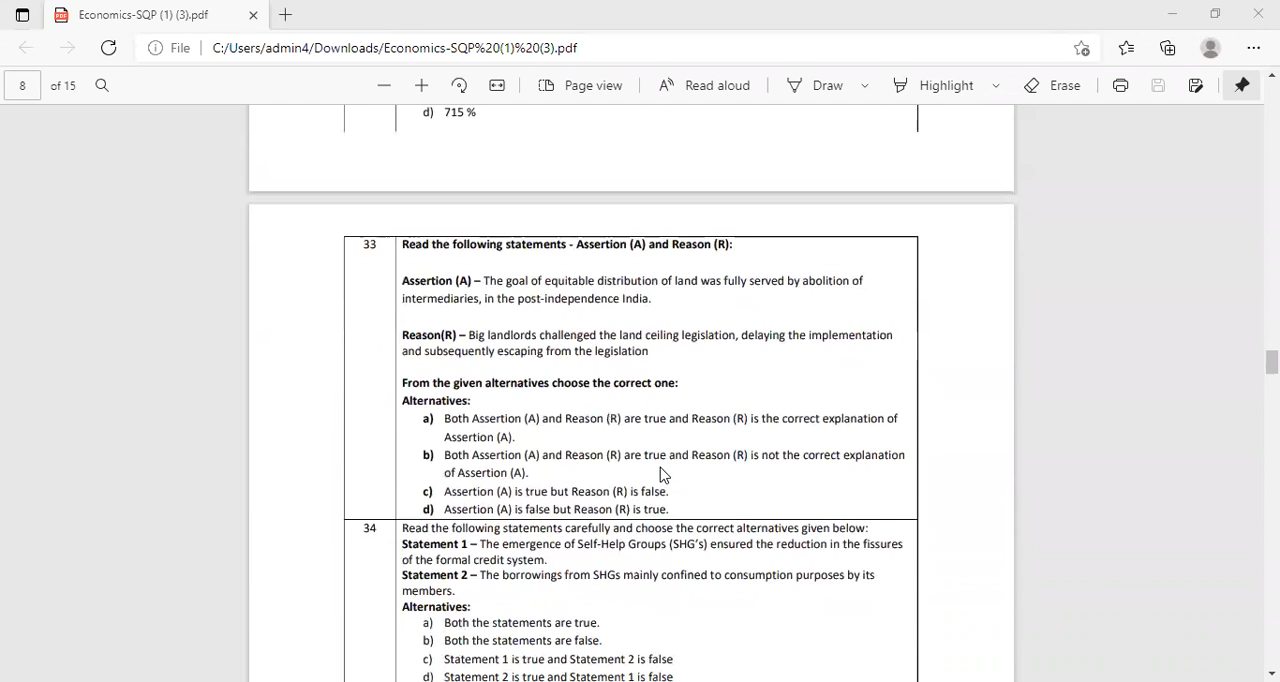 Economics-SQP (1) (3).pdf
File
C:/Users/admin4/Downloads/Economics-SQP%20(1)%20(3).pdf
8 of 15
Page view
Read aloud
Draw
Highlight
Erase
d) 715 %
33 Read the following statements - Assertion (A) and Reason (R):
Assertion (A) – The goal of equitable distribution of land was fully served by abolition of
intermediaries, in the post-independence India.
Reason(R) – Big landlords challenged the land ceiling legislation, delaying the implementation
and subsequently escaping from the legislation
From the given alternatives choose the correct one:
Alternatives:
a) Both Assertion (A) and Reason (R) are true and Reason (R) is the correct explanation of
Assertion (A).
b) Both Assertion (A) and Reason (R) are true and Reason (R) is not the correct explanation
of Assertion (A).
c) Assertion (A) is true but Reason (R) is false.
d) Assertion (A) is false but Reason (R) is true.
34 Read the following statements carefully and choose the correct alternatives given below:
Statement 1 – The emergence of Self-Help Groups (SHG's) ensured the reduction in the fissures
of the formal credit system.
Statement 2 – The borrowings from SHGs mainly confined to consumption purposes by its
members.
Alternatives:
a) Both the statements are true.
b) Both the statements are false.
c) Statement 1 is true and Statement 2 is false
d) Statement 2 is true and Statement 1 is false